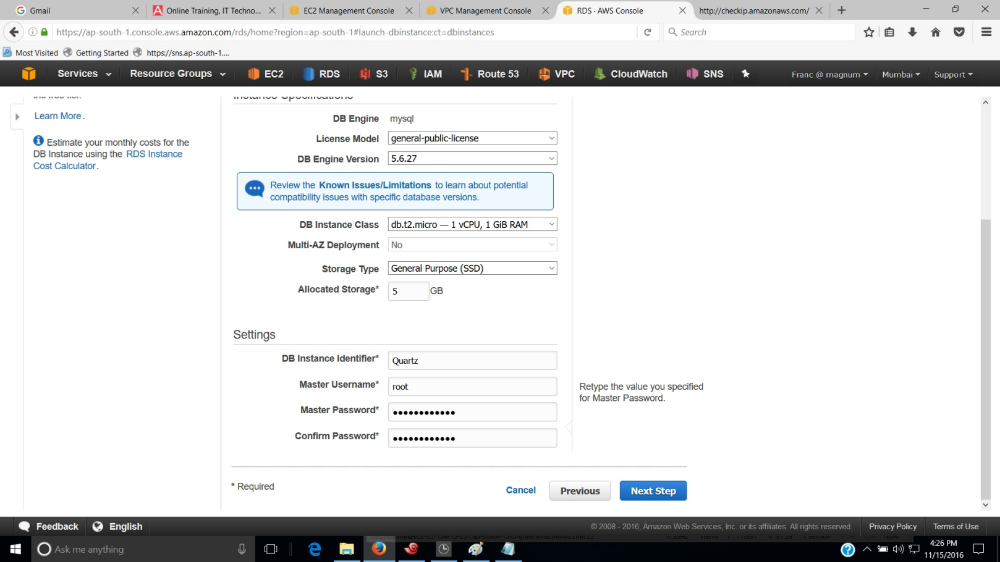 Gmail
Online Training, IT Techno...
EC2 Management Console
VPC Management Console
RDS · AWS Console
http://checkip.amazonaws.com/
https://ap-south-1.console.aws.amazon.com/rds/home?region=ap-south-1#launch-dbinstance:ct=dbinstances
Search
Most Visited
Getting Started
https://sns.ap-south-1....
Services
Resource Groups
EC2
RDS
S3
IAM
Route 53
VPC
CloudWatch
SNS
Franc @ magnum
Mumbai
Support
the free tier.
Learn More.
Estimate your monthly costs for the
DB Instance using the RDS Instance
Cost Calculator.
Instance Specifications
DB Engine mysql
License Model general-public-license
DB Engine Version 5.6.27
Review the Known Issues/Limitations to learn about potential
compatibility issues with specific database versions.
DB Instance Class db.t2.micro — 1 vCPU, 1 GiB RAM
Multi-AZ Deployment No
Storage Type General Purpose (SSD)
Allocated Storage* 5 GB
Settings
DB Instance Identifier* Quartz
Master Username* root
Master Password* ••••••••••••
Confirm Password* ••••••••••••
Retype the value you specified
for Master Password.
* Required
Cancel
Previous
Next Step
Feedback
English
© 2008 - 2016, Amazon Web Services, Inc. or its affiliates. All rights reserved.
Privacy Policy
Terms of Use
Ask me anything
4:26 PM
11/15/2016